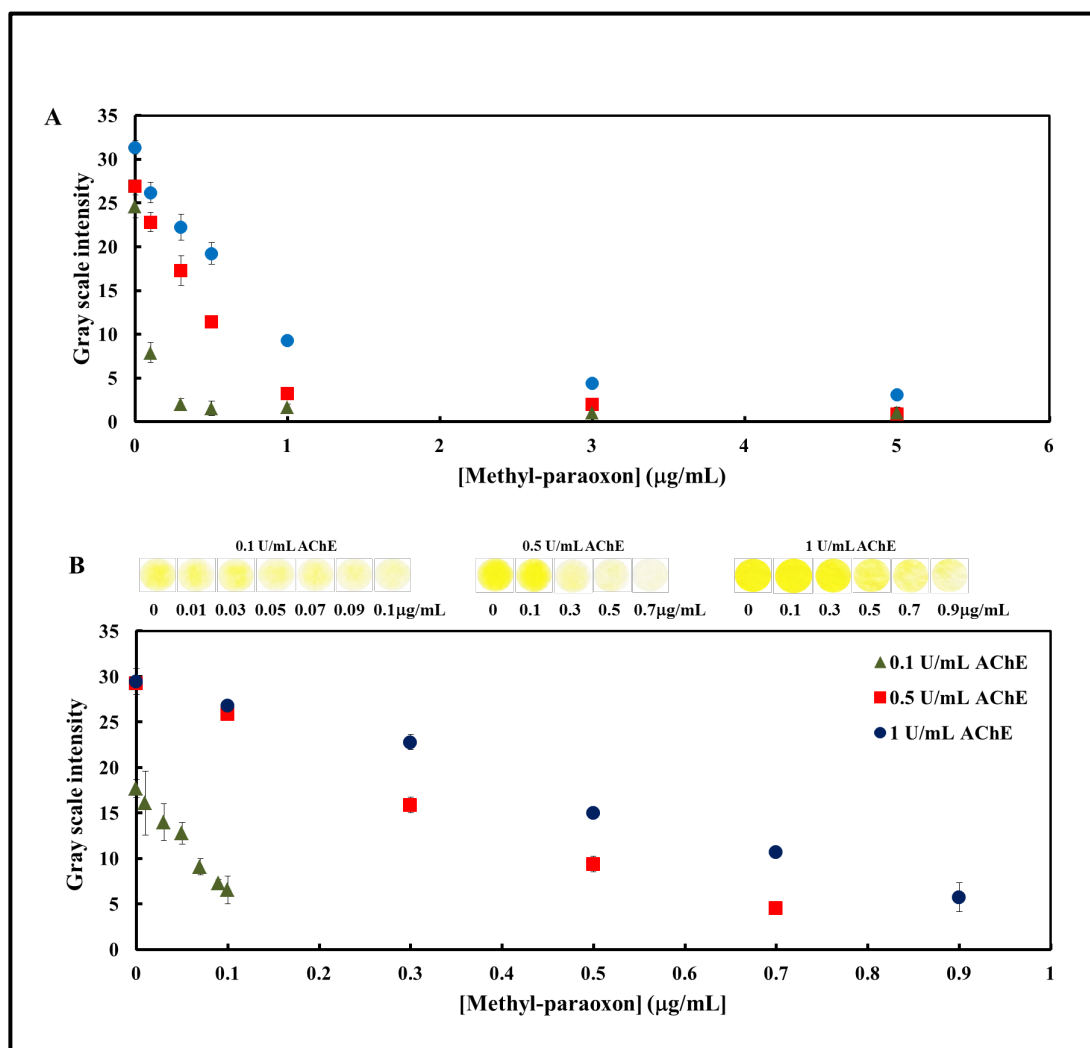 A
35
30
25
20
15
10
5
0
Gray scale intensity
0 1 2 3 4 5 6
[Methyl-paraoxon] (μg/mL)
B
0.1 U/mL AChE 0.5 U/mL AChE 1 U/mL AChE
0 0.01 0.03 0.05 0.07 0.09 0.1μg/mL 0 0.1 0.3 0.5 0.7μg/mL 0 0.1 0.3 0.5 0.7 0.9μg/mL
35
30
25
20
15
10
5
0
Gray scale intensity
0.1 U/mL AChE
0.5 U/mL AChE
1 U/mL AChE
0 0.1 0.2 0.3 0.4 0.5 0.6 0.7 0.8 0.9 1
[Methyl-paraoxon] (μg/mL]